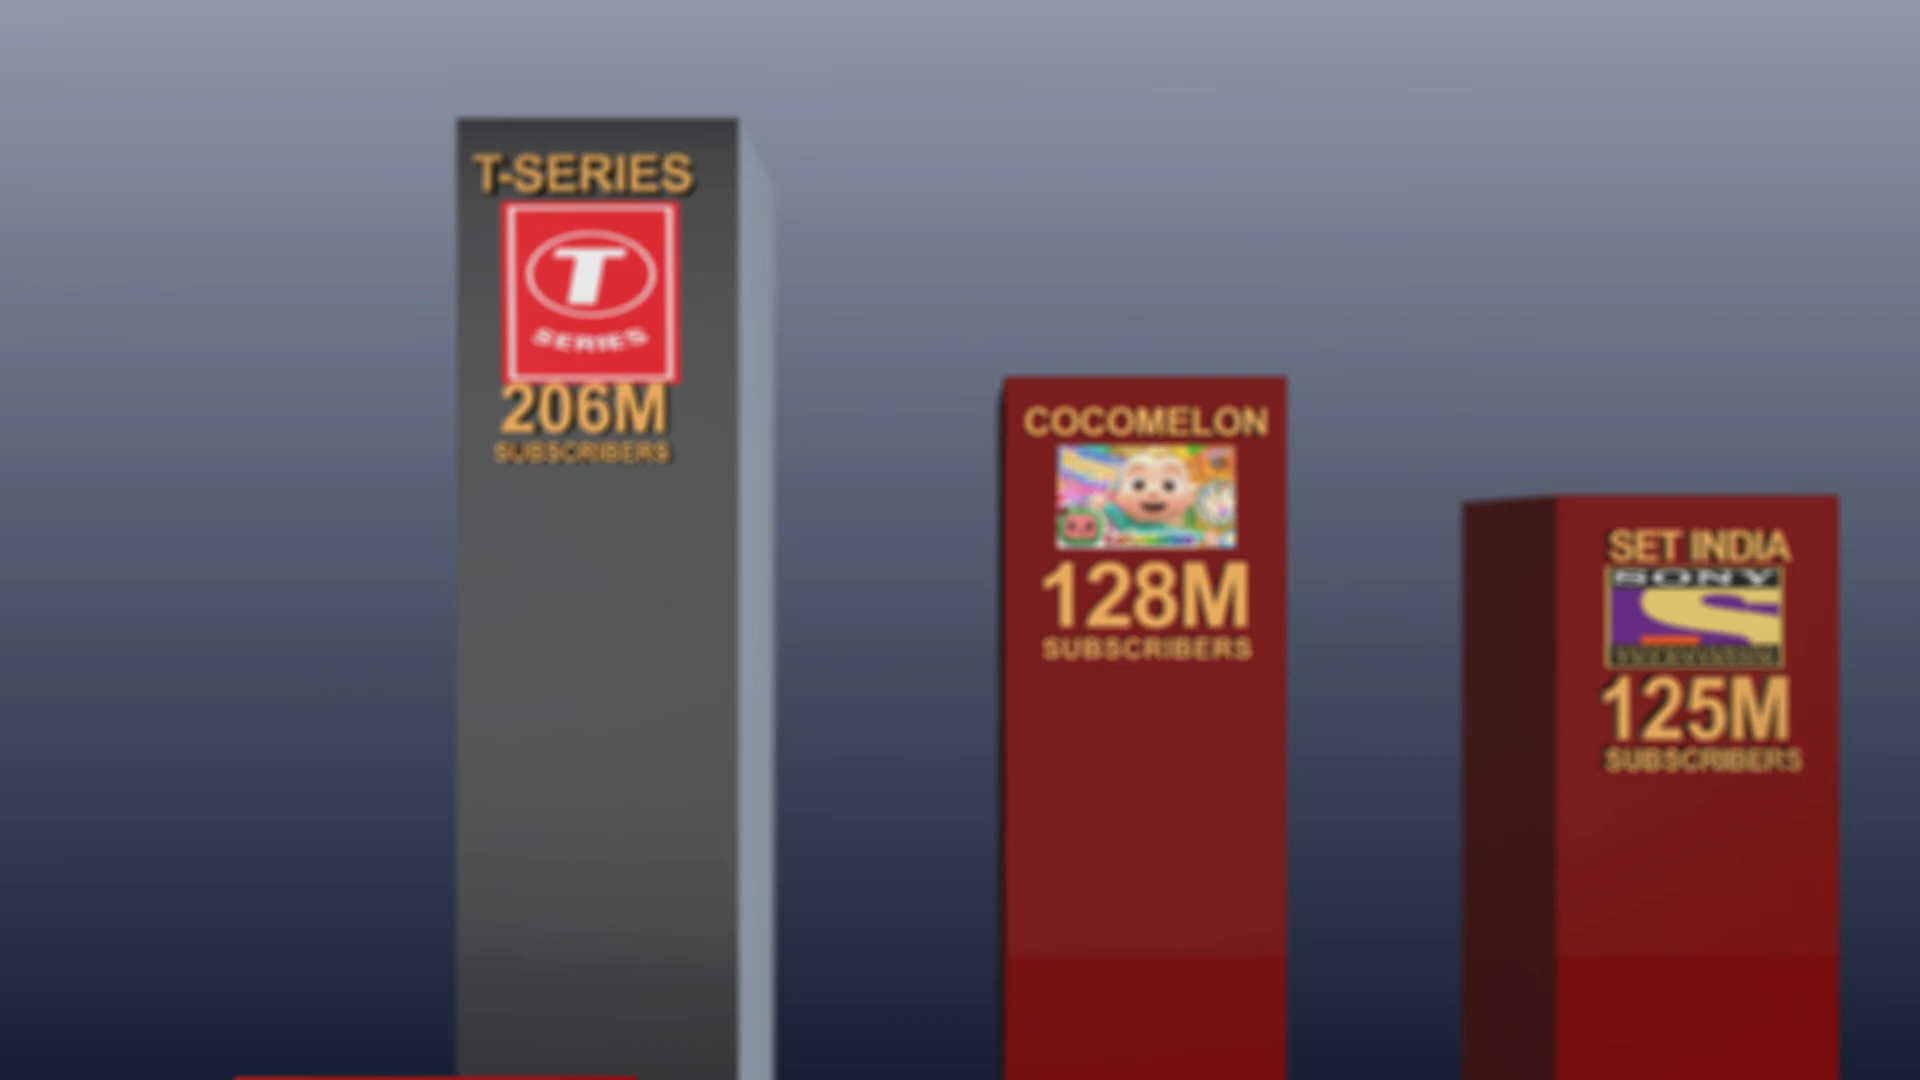 T-SERIES
T
SERIES
206M
SUBSCRIBERS
COCOMELON
128M
SUBSCRIBERS
SET INDIA
SONY
125M
SUBSCRIBERS